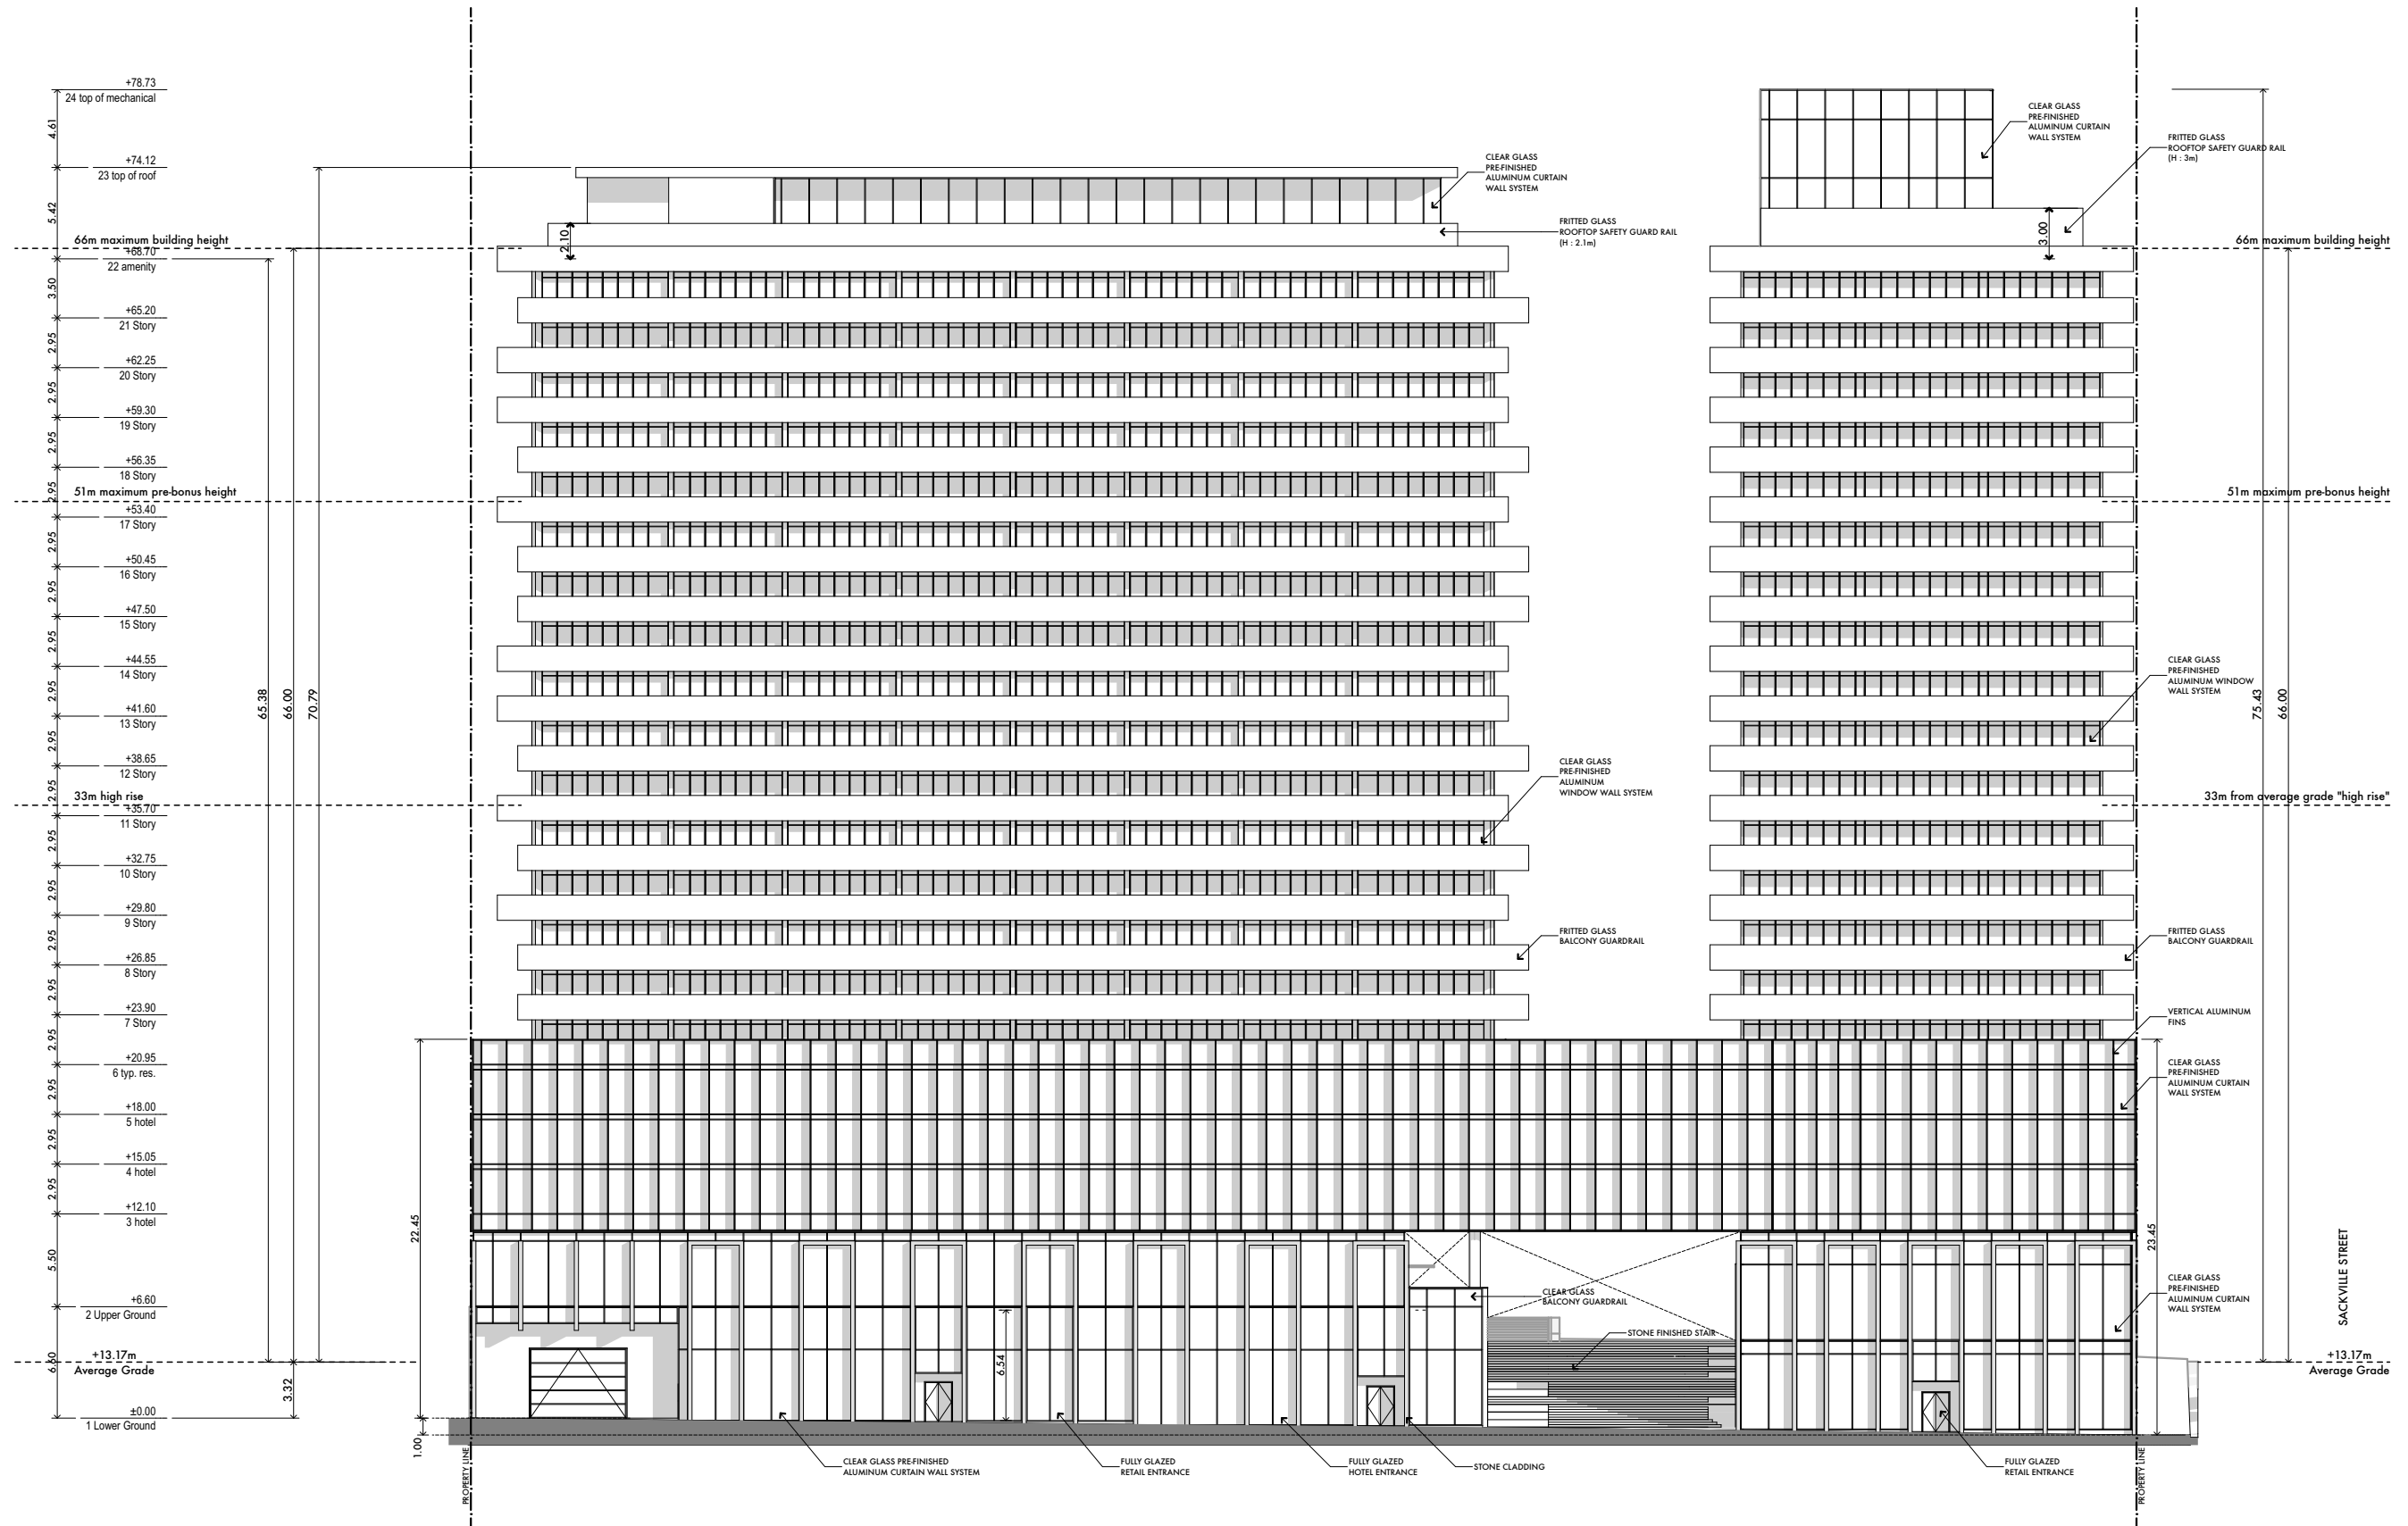 +78.73
24 top of mechanical
4.61
+74.12
23 top of roof
5.42
66m maximum building height
+68.70
22 amenity
3.50
+65.20
21 Story
2.95
+62.25
20 Story
2.95
+59.30
19 Story
2.95
+56.35
18 Story
2.95
51m maximum pre-bonus height
+53.40
17 Story
2.95
+50.45
16 Story
2.95
+47.50
15 Story
2.95
+44.55
14 Story
2.95
+41.60
13 Story
2.95
+38.65
12 Story
2.95
33m high rise
+35.70
11 Story
2.95
+32.75
10 Story
2.95
+29.80
9 Story
2.95
+26.85
8 Story
2.95
+23.90
7 Story
2.95
+20.95
6 typ. res.
2.95
+18.00
5 hotel
2.95
+15.05
4 hotel
2.95
+12.10
3 hotel
5.50
+6.60
2 Upper Ground
6.60
+13.17m
Average Grade
±0.00
1 Lower Ground
65.38
66.00
70.79
3.32
22.45
1.00
PROPERTY LINE
2.10
CLEAR GLASS
PRE-FINISHED
ALUMINUM CURTAIN
WALL SYSTEM
FRITTED GLASS
ROOFTOP SAFETY GUARD RAIL
(H : 2.1m)
CLEAR GLASS
PRE-FINISHED
ALUMINUM
WINDOW WALL SYSTEM
FRITTED GLASS
BALCONY GUARDRAIL
CLEAR GLASS
BALCONY GUARDRAIL
STONE FINISHED STAIR
6.54
CLEAR GLASS PRE-FINISHED
ALUMINUM CURTAIN WALL SYSTEM
FULLY GLAZED
RETAIL ENTRANCE
FULLY GLAZED
HOTEL ENTRANCE
STONE CLADDING
FULLY GLAZED
RETAIL ENTRANCE
PROPERTY LINE
CLEAR GLASS
PRE-FINISHED
ALUMINUM CURTAIN
WALL SYSTEM
FRITTED GLASS
ROOFTOP SAFETY GUARD RAIL
(H : 3m)
3.00
66m maximum building height
51m maximum pre-bonus height
CLEAR GLASS
PRE-FINISHED
ALUMINUM WINDOW
WALL SYSTEM
75.43
66.00
33m from average grade "high rise"
FRITTED GLASS
BALCONY GUARDRAIL
VERTICAL ALUMINUM
FINS
CLEAR GLASS
PRE-FINISHED
ALUMINUM CURTAIN
WALL SYSTEM
23.45
SACKVILLE STREET
CLEAR GLASS
PRE-FINISHED
ALUMINUM CURTAIN
WALL SYSTEM
+13.17m
Average Grade